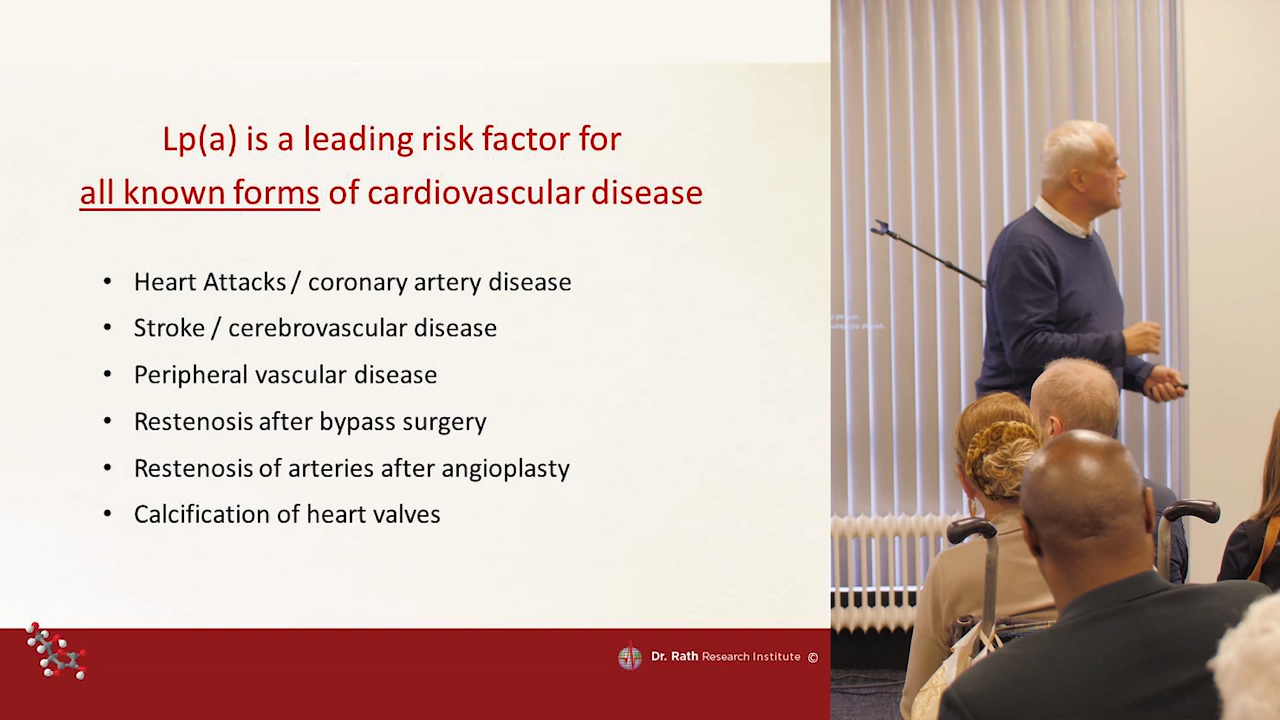 Lp(a) is a leading risk factor for
all known forms of cardiovascular disease
• Heart Attacks / coronary artery disease
• Stroke / cerebrovascular disease
• Peripheral vascular disease
• Restenosis after bypass surgery
• Restenosis of arteries after angioplasty
• Calcification of heart valves
Dr. Rath Research Institute ©